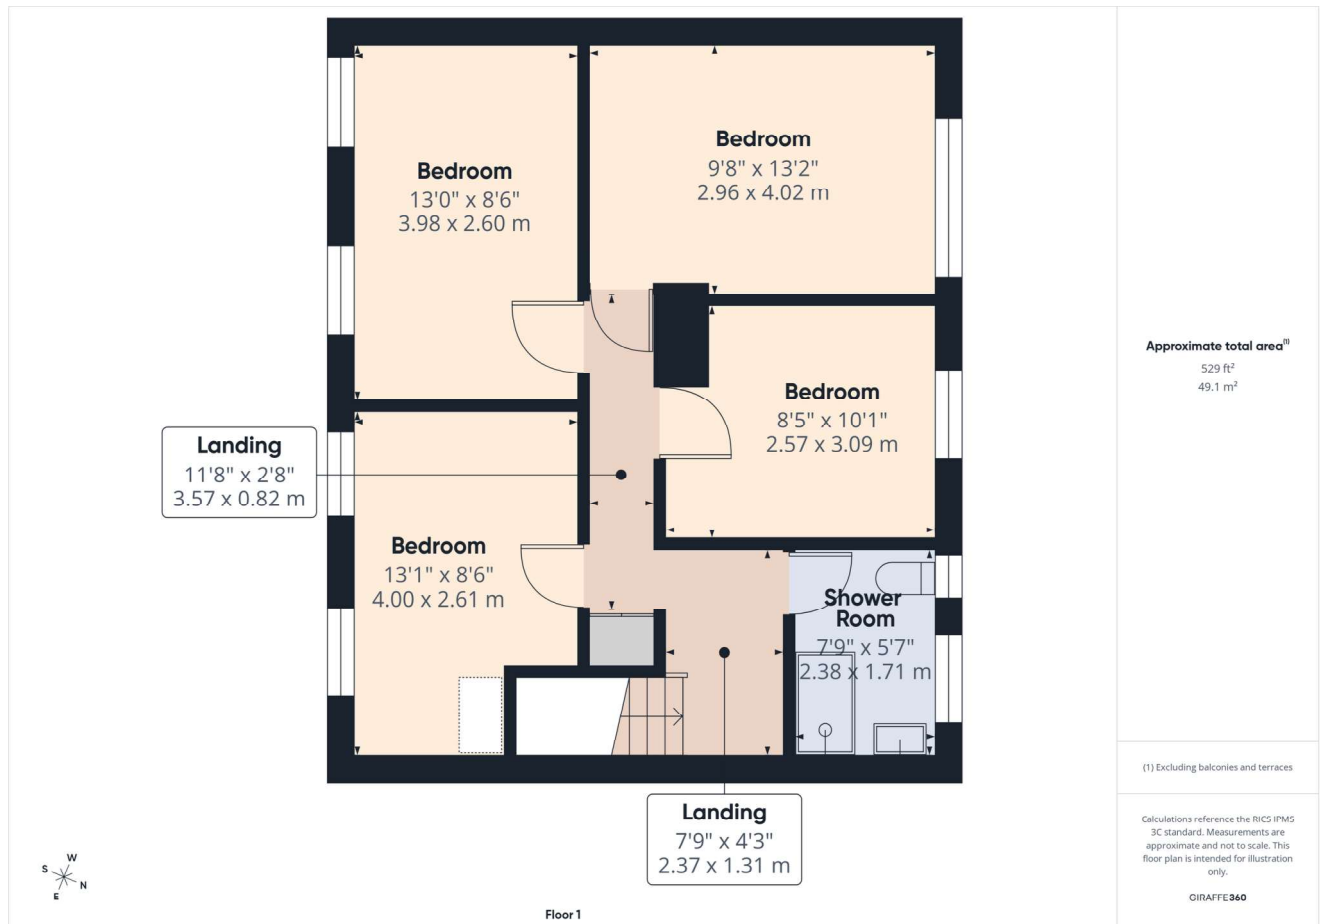 Bedroom
13'0" x 8'6"
3.98 x 2.60 m
Bedroom
9'8" x 13'2"
2.96 x 4.02 m
Bedroom
8'5" x 10'1"
2.57 x 3.09 m
Landing
11'8" x 2'8"
3.57 x 0.82 m
Bedroom
13'1" x 8'6"
4.00 x 2.61 m
Shower
Room
7'9" x 5'7"
2.38 x 1.71 m
Landing
7'9" x 4'3"
2.37 x 1.31 m
W
S
N
E
Floor 1
Approximate total area(1)
529 ft²
49.1 m²
(1) Excluding balconies and terraces
Calculations reference the RICS IPMS
3C standard. Measurements are
approximate and not to scale. This
floor plan is intended for illustration
only.
GIRAFFE360